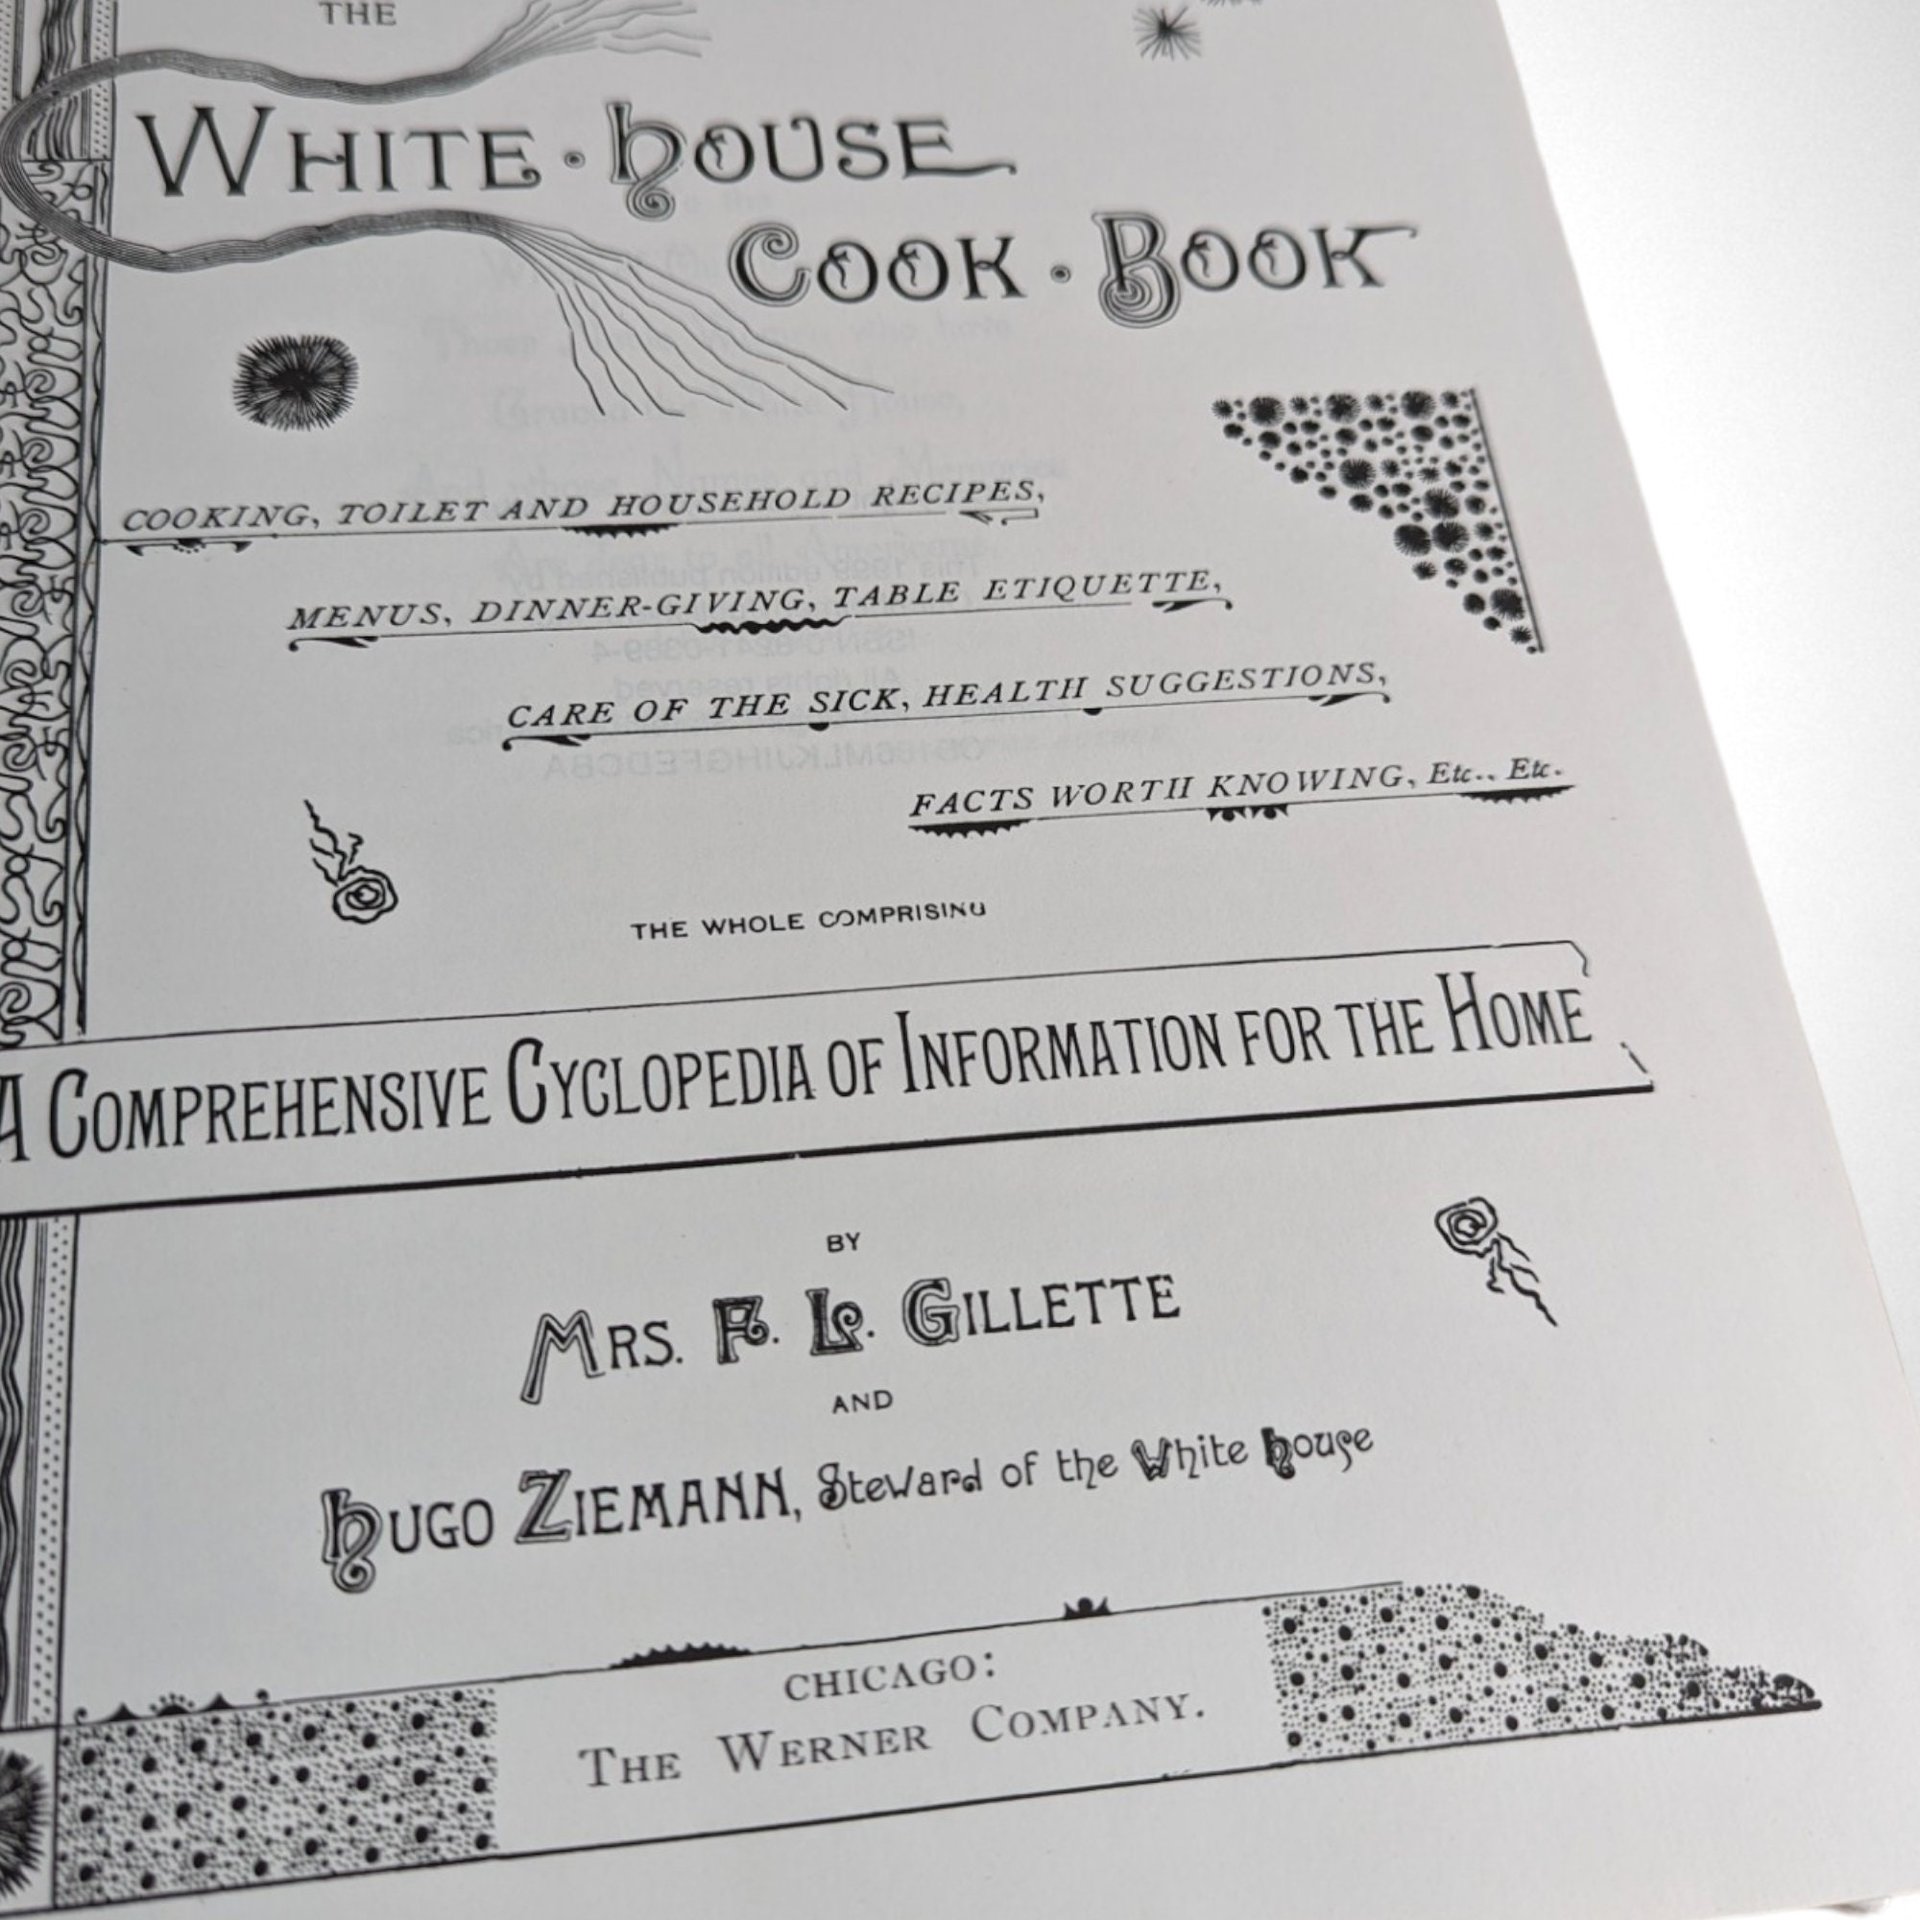 THE
WHITE · HOUSE
COOK · BOOK
COOKING, TOILET AND HOUSEHOLD RECIPES,
MENUS, DINNER-GIVING, TABLE ETIQUETTE,
CARE OF THE SICK, HEALTH SUGGESTIONS,
FACTS WORTH KNOWING, Etc., Etc.
THE WHOLE COMPRISING
A COMPREHENSIVE CYCLOPEDIA OF INFORMATION FOR THE HOME
BY
MRS. F. L. GILLETTE
AND
HUGO ZIEMANN, Steward of the White House
CHICAGO:
THE WERNER COMPANY.